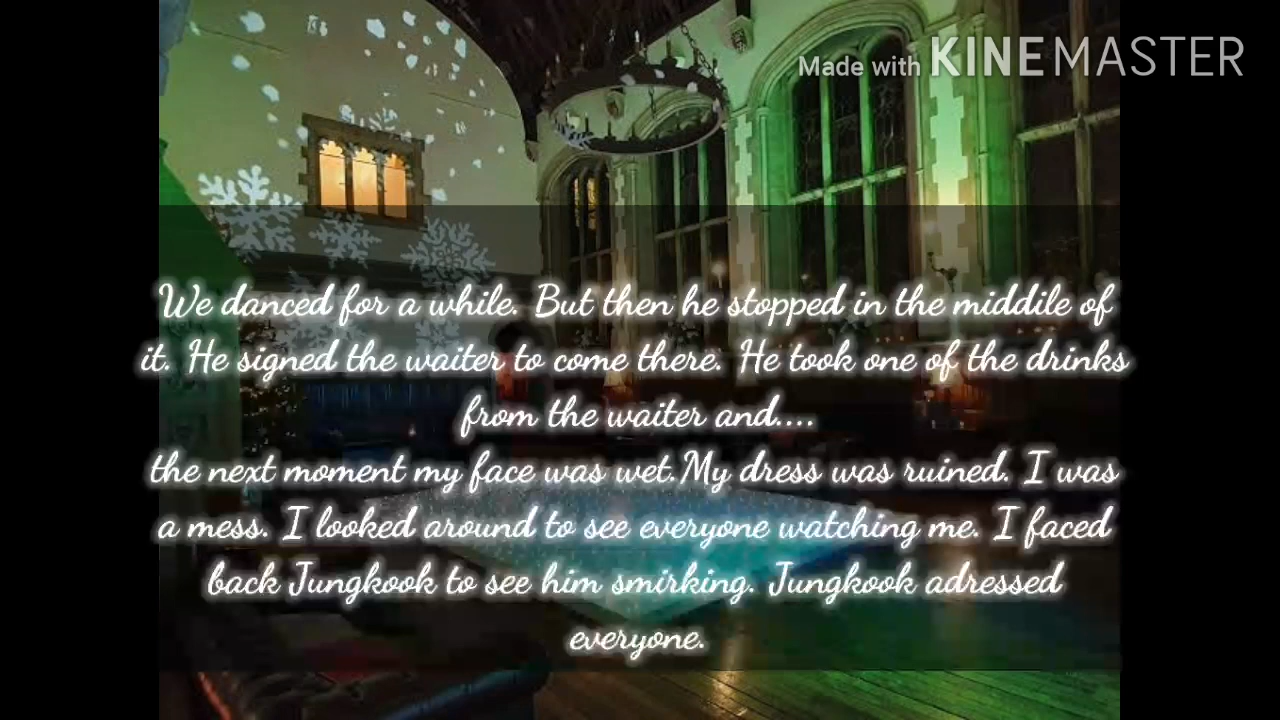 Made with KINEMASTER
We danced for a while. But then he stopped in the middile of
it. He signed the waiter to come there. He took one of the drinks
from the waiter and....
the next moment my face was wet.My dress was ruined. I was
a mess. I looked around to see everyone watching me. I faced
back Jungkook to see him smirking. Jungkook adressed
everyone.